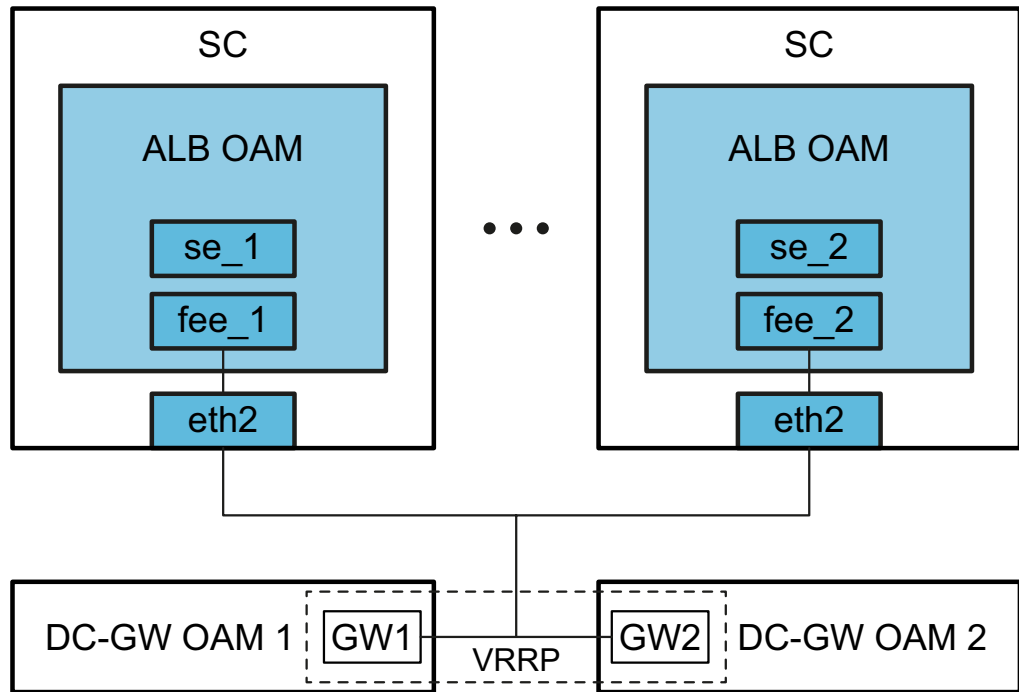 SC
ALB OAM
se_1
fee_1
eth2
SC
ALB OAM
se_2
fee_2
eth2
DC-GW OAM 1
GW1
VRRP
GW2
DC-GW OAM 2